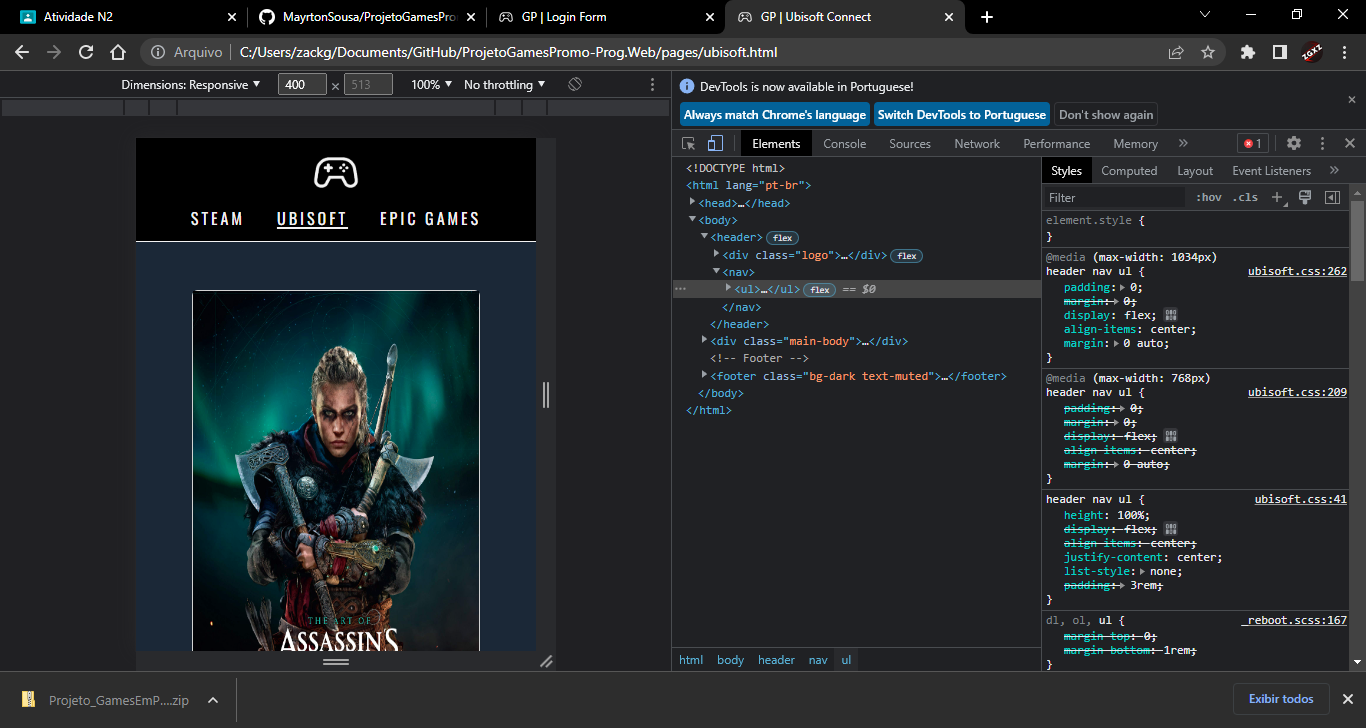 Atividade N2
MayrtonSousa/ProjetoGamesPro
GP | Login Form
GP | Ubisoft Connect
Arquivo
C:/Users/zackg/Documents/GitHub/ProjetoGamesPromo-Prog.Web/pages/ubisoft.html
Dimensions: Responsive
400
×
513
100%
No throttling
DevTools is now available in Portuguese!
Always match Chrome's language
Switch DevTools to Portuguese
Don't show again
Elements
Console
Sources
Network
Performance
Memory
1
STEAM
UBISOFT
EPIC GAMES
THE ART OF
ASSASSIN'S
<!DOCTYPE html>
<html lang="pt-br">
<head>…</head>
<body>
<header> flex
<div class="logo">…</div> flex
<nav>
<ul>…</ul> flex == $0
</nav>
</header>
<div class="main-body">…</div>
<!-- Footer -->
<footer class="bg-dark text-muted">…</footer>
</body>
</html>
html body header nav ul
Styles
Computed
Layout
Event Listeners
Filter
:hov .cls
element.style {
}
@media (max-width: 1034px)
header nav ul { ubisoft.css:262
padding: 0;
margin: 0;
display: flex;
align-items: center;
margin: 0 auto;
}
@media (max-width: 768px)
header nav ul { ubisoft.css:209
padding: 0;
margin: 0;
display: flex;
align-items: center;
margin: 0 auto;
}
header nav ul { ubisoft.css:41
height: 100%;
display: flex;
align-items: center;
justify-content: center;
list-style: none;
padding: 3rem;
}
dl, ol, ul { _reboot.scss:167
margin-top: 0;
margin-bottom: 1rem;
}
Projeto_GamesEmP....zip
Exibir todos